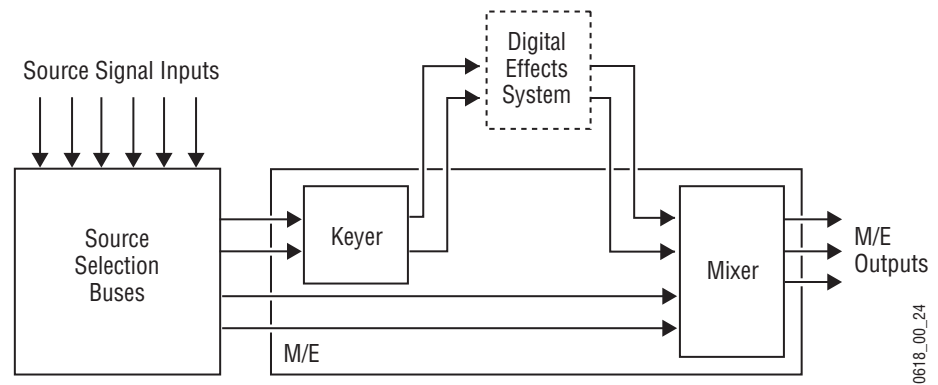 Source Signal Inputs
Digital
Effects
System
Source
Selection
Buses
Keyer
Mixer
M/E
Outputs
M/E
0618_00_24